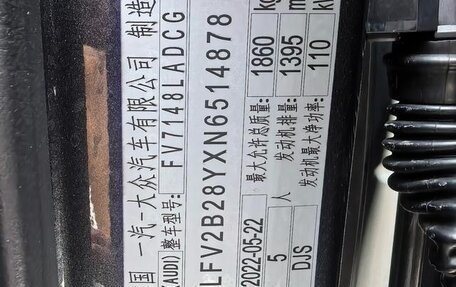 国 一汽-大众汽车有限公司 制造
(AUDI) 整车型号: FV7148LADCG
LFV2B28YXN6514878
2022-05-22 最大允许总质量: 1860 kg
5 人 发动机排量: 1395 m
DJS 发动机最大净功率: 110 k